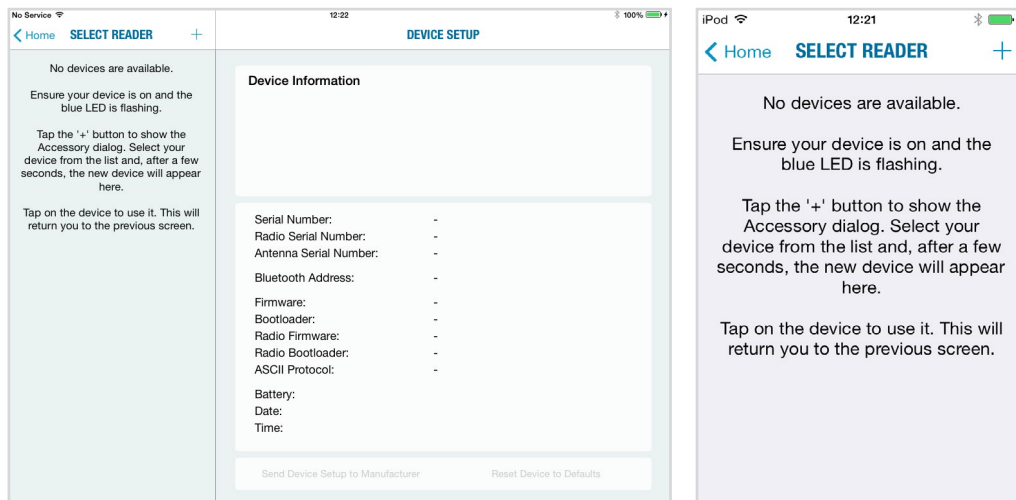 No Service 12:22 100%
Home SELECT READER + DEVICE SETUP
No devices are available.
Ensure your device is on and the
blue LED is flashing.
Tap the '+' button to show the
Accessory dialog. Select your
device from the list and, after a few
seconds, the new device will appear
here.
Tap on the device to use it. This will
return you to the previous screen.
Device Information
Serial Number: -
Radio Serial Number: -
Antenna Serial Number: -
Bluetooth Address: -
Firmware: -
Bootloader: -
Radio Firmware: -
Radio Bootloader: -
ASCII Protocol: -
Battery:
Date:
Time:
Send Device Setup to Manufacturer Reset Device to Defaults
iPod 12:21
Home SELECT READER +
No devices are available.
Ensure your device is on and the
blue LED is flashing.
Tap the '+' button to show the
Accessory dialog. Select your
device from the list and, after a few
seconds, the new device will appear
here.
Tap on the device to use it. This will
return you to the previous screen.